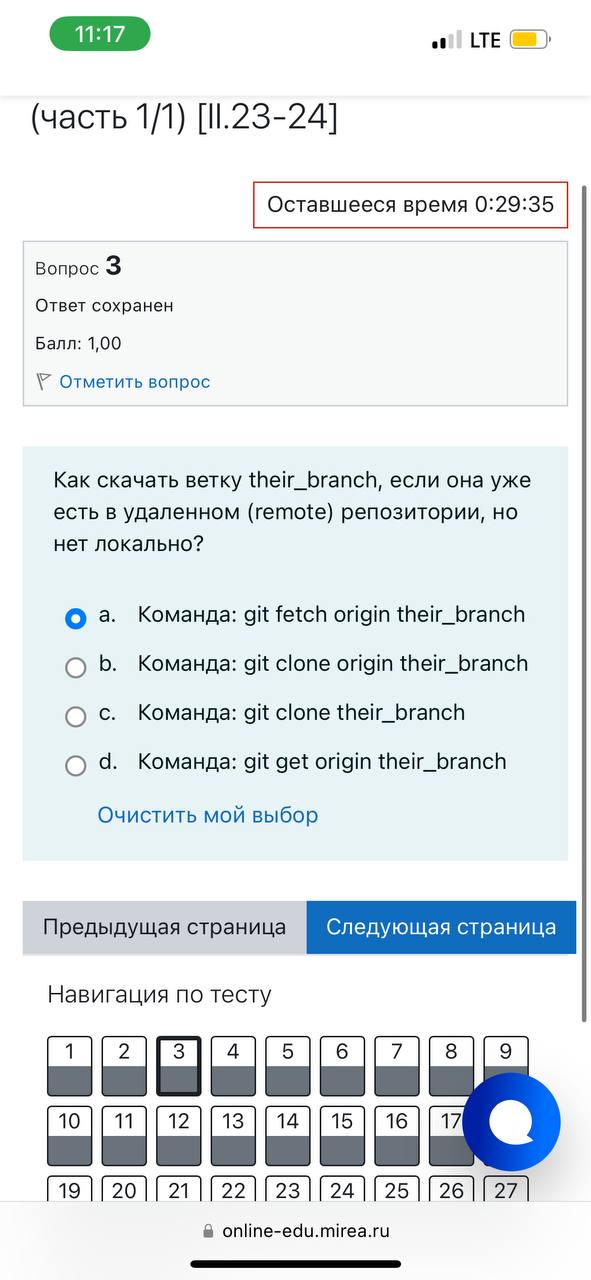 11:17
LTE
(часть 1/1) [II.23-24]
Оставшееся время 0:29:35
Вопрос 3
Ответ сохранен
Балл: 1,00
Отметить вопрос
Как скачать ветку their_branch, если она уже
есть в удаленном (remote) репозитории, но
нет локально?
a. Команда: git fetch origin their_branch
b. Команда: git clone origin their_branch
c. Команда: git clone their_branch
d. Команда: git get origin their_branch
Очистить мой выбор
Предыдущая страница Следующая страница
Навигация по тесту
1 2 3 4 5 6 7 8 9
10 11 12 13 14 15 16 17
19 20 21 22 23 24 25 26 27
online-edu.mirea.ru